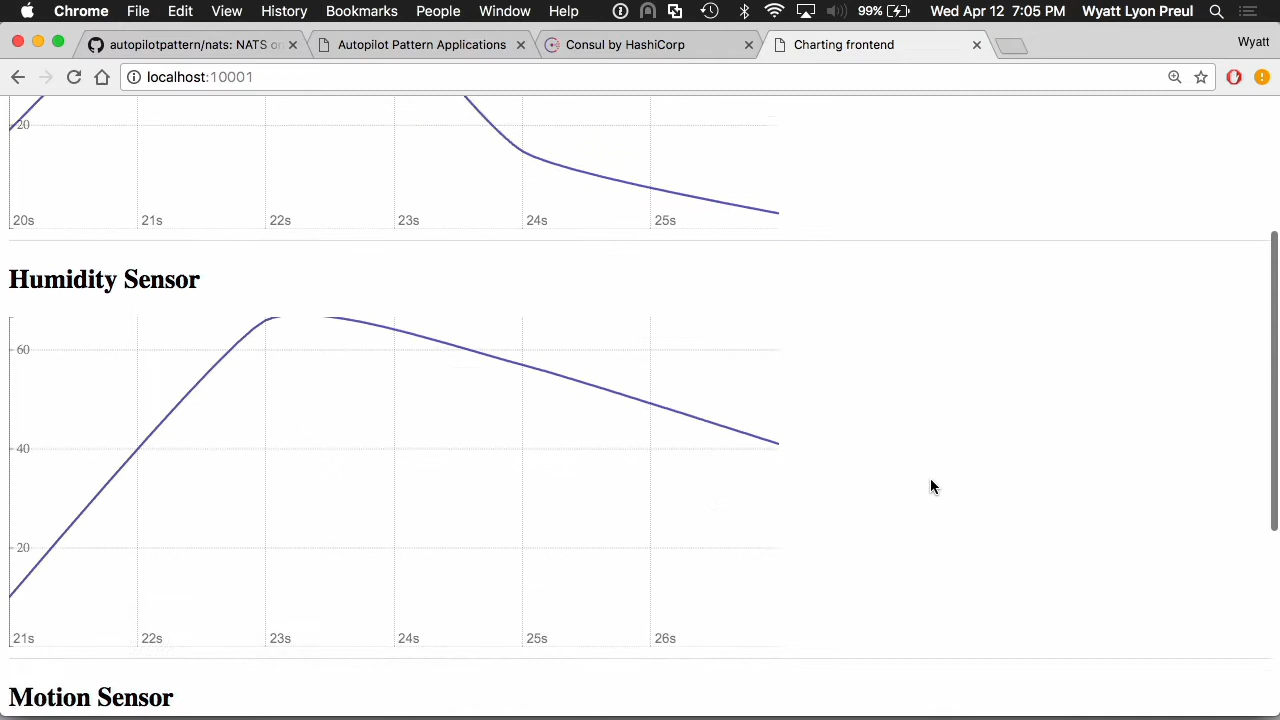 Chrome File Edit View History Bookmarks People Window Help 99% Wed Apr 12 7:05 PM Wyatt Lyon Preul
autopilotpattern/nats: NATS on Autopilot Pattern Applications Consul by HashiCorp Charting frontend Wyatt
localhost:10001
20
20s 21s 22s 23s 24s 25s
Humidity Sensor
60
40
20
21s 22s 23s 24s 25s 26s
Motion Sensor